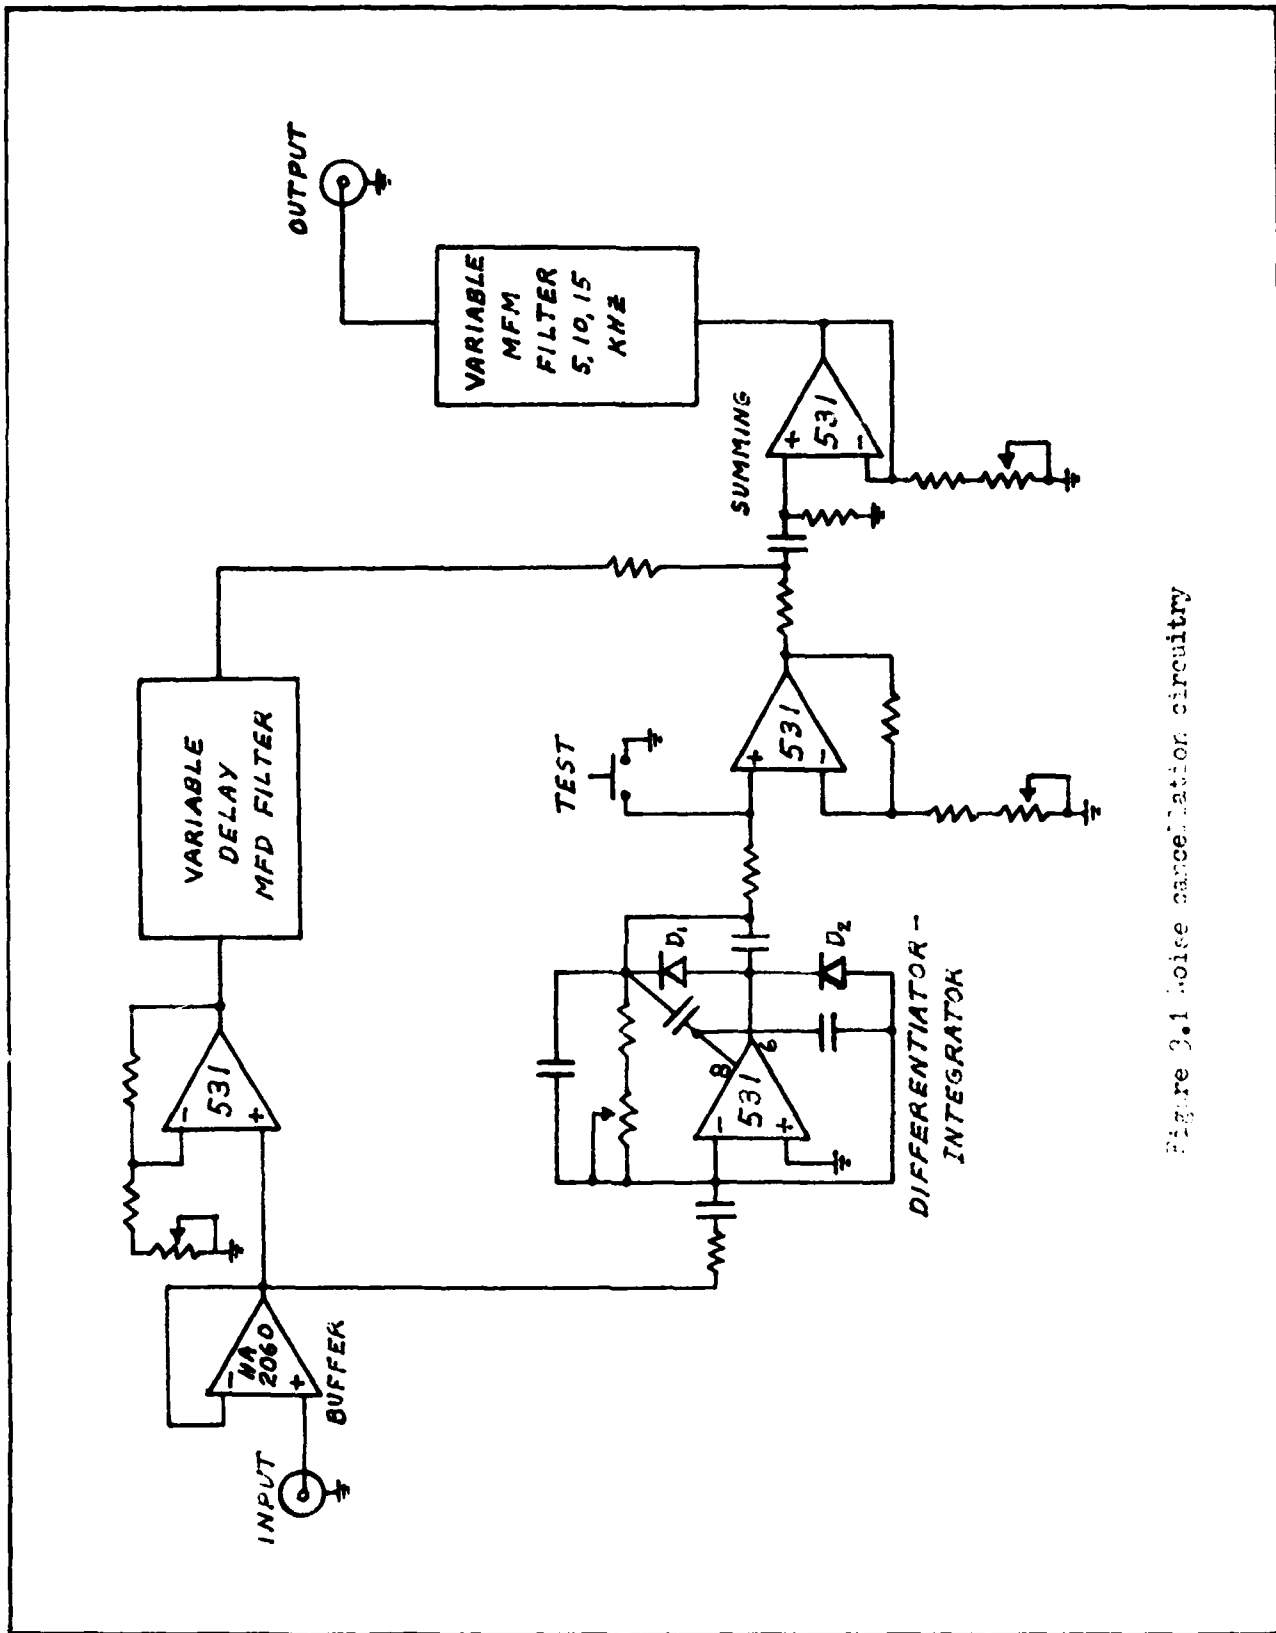 INPUT
HA
2060
-
+
BUFFER
531
-
+
VARIABLE
DELAY
MFD FILTER
TEST
531
-
+
8
6
D1
D2
DIFFERENTIATOR -
INTEGRATOR
531
+
-
SUMMING
531
+
-
VARIABLE
MFM
FILTER
5, 10, 15
KHZ
OUTPUT
Figure 3.1 Noise cancellation circuitry